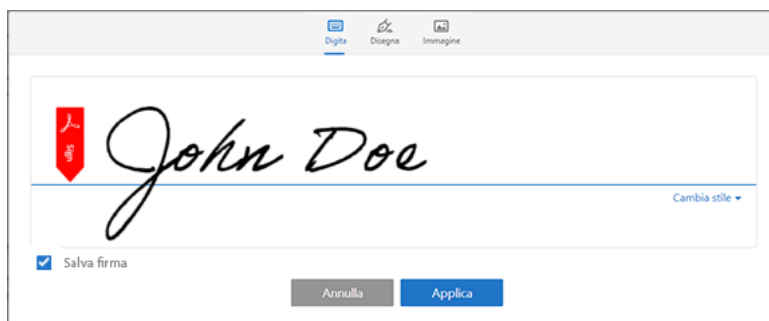 Digita Disegna Immagine
Sign
John Doe
Cambia stile
Salva firma
Annulla Applica